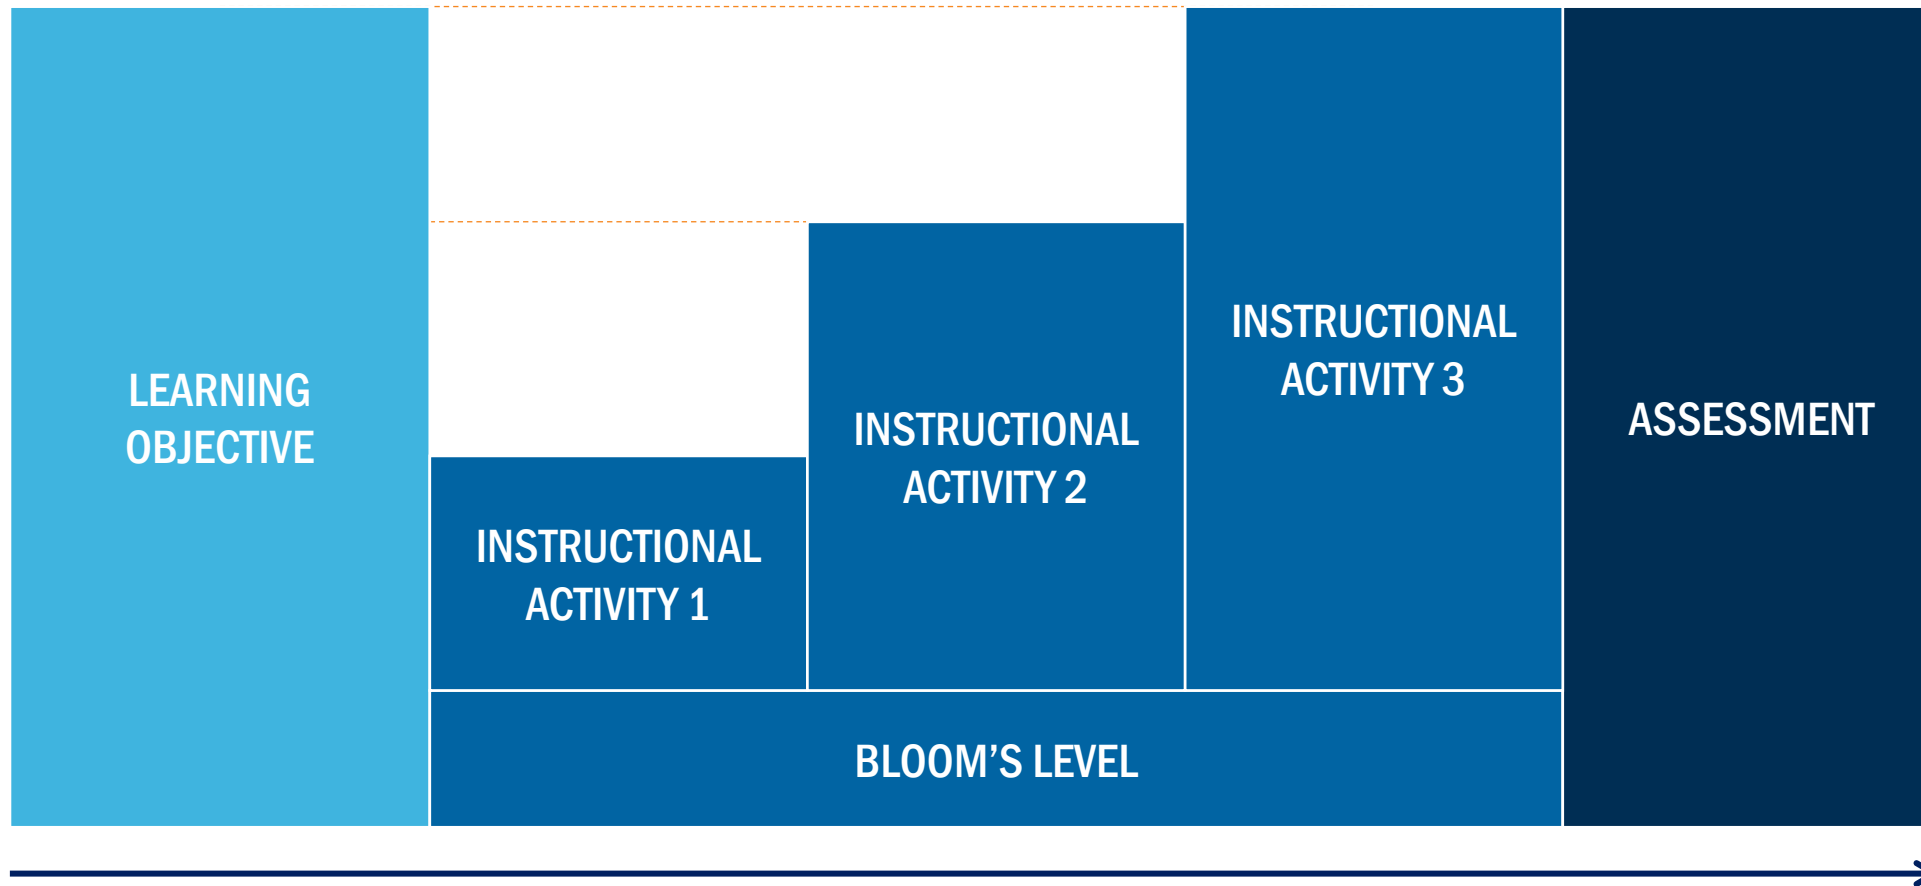 LEARNING
OBJECTIVE
INSTRUCTIONAL
ACTIVITY 1
INSTRUCTIONAL
ACTIVITY 2
INSTRUCTIONAL
ACTIVITY 3
BLOOM’S LEVEL
ASSESSMENT